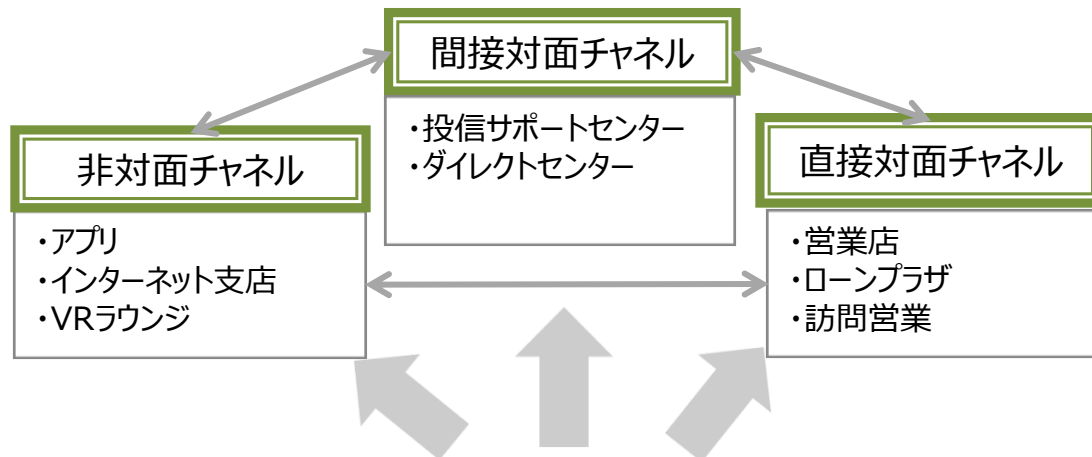 間接対面チャネル
・投信サポートセンター
・ダイレクトセンター
非対面チャネル
・アプリ
・インターネット支店
・VRラウンジ
直接対面チャネル
・営業店
・ローンプラザ
・訪問営業